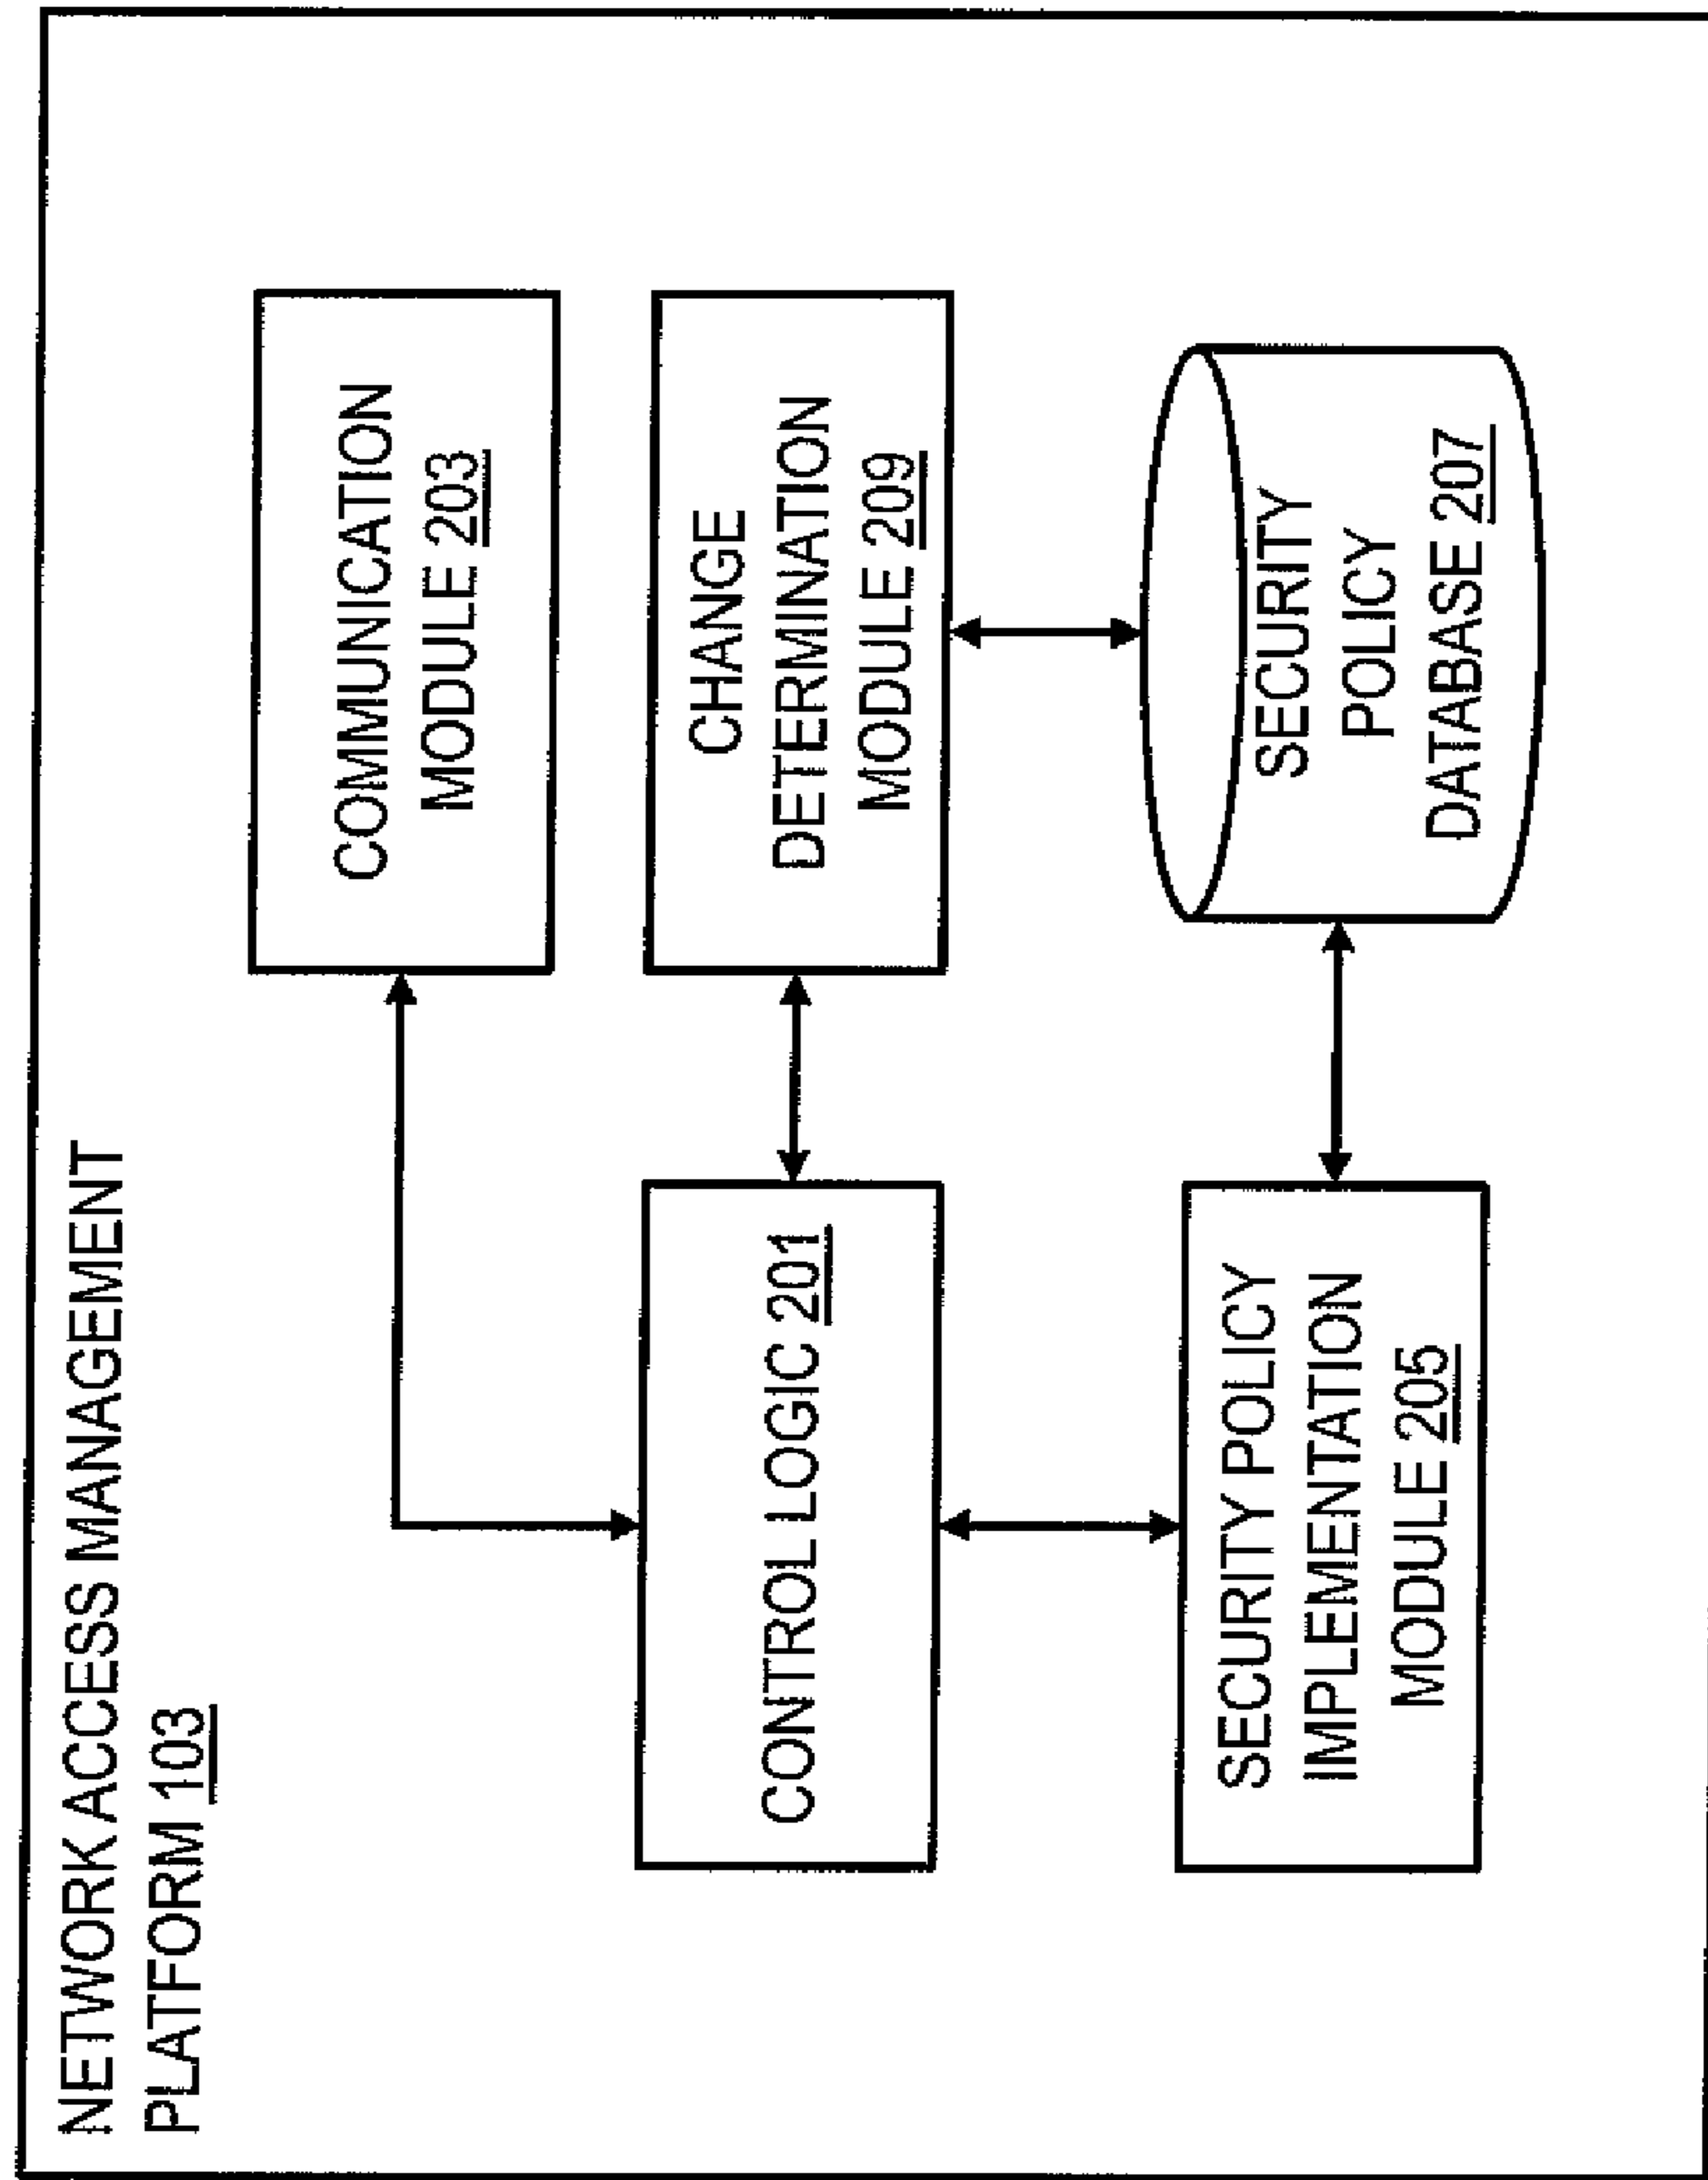 NETWORK ACCESS MANAGEMENT
PLATFORM 103
COMMUNICATION
MODULE 203
CONTROL LOGIC 201
CHANGE
DETERMINATION
MODULE 209
SECURITY POLICY
IMPLEMENTATION
MODULE 205
SECURITY
POLICY
DATABASE 207